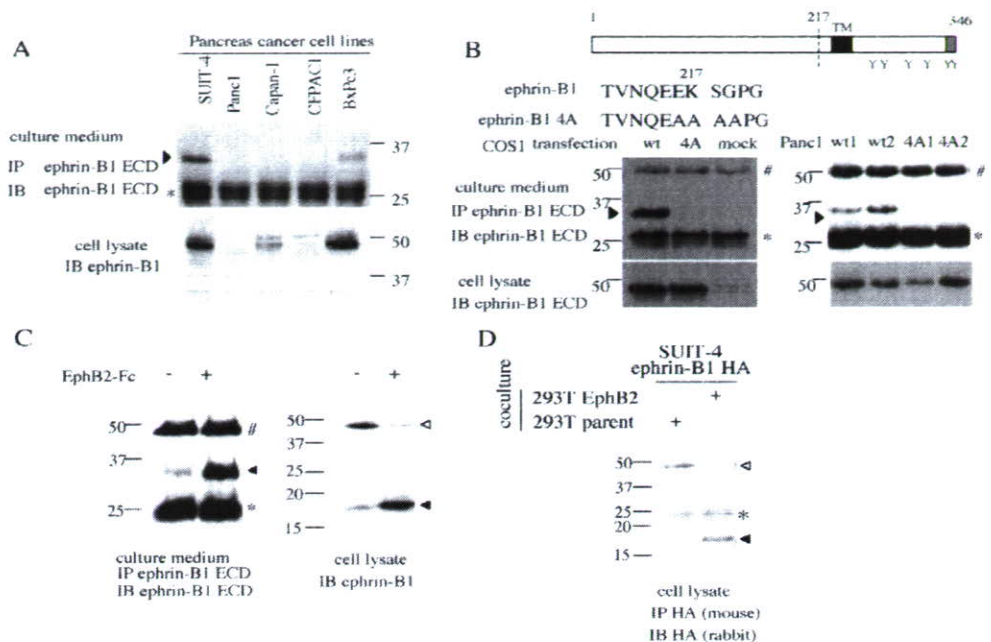 A
Pancreas cancer cell lines
SUIT-4
Panc1
Capan-1
CFPAC1
BxPc3
culture medium
IP ephrin-B1 ECD
IB ephrin-B1 ECD
*
37
25
cell lysate
IB ephrin-B1
50
37
B
1 217 346
TM
Y Y Y Y YY
217
ephrin-B1 TVNQEEK SGPG
ephrin-B1 4A TVNQEAA AAPG
COS1 transfection wt 4A mock
culture medium
IP ephrin-B1 ECD
IB ephrin-B1 ECD
50
37
25
#
*
cell lysate
IB ephrin-B1 ECD
50
Panc1 wt1 wt2 4A1 4A2
50
37
25
#
*
50
C
EphB2-Fc - +
50
37
25
#
*
culture medium
IP ephrin-B1 ECD
IB ephrin-B1 ECD
- +
50
37
25
20
15
cell lysate
IB ephrin-B1
D
SUIT-4
ephrin-B1 HA
coculture
293T EphB2 +
293T parent +
50
37
25
20
15
*
cell lysate
IP HA (mouse)
IB HA (rabbit)